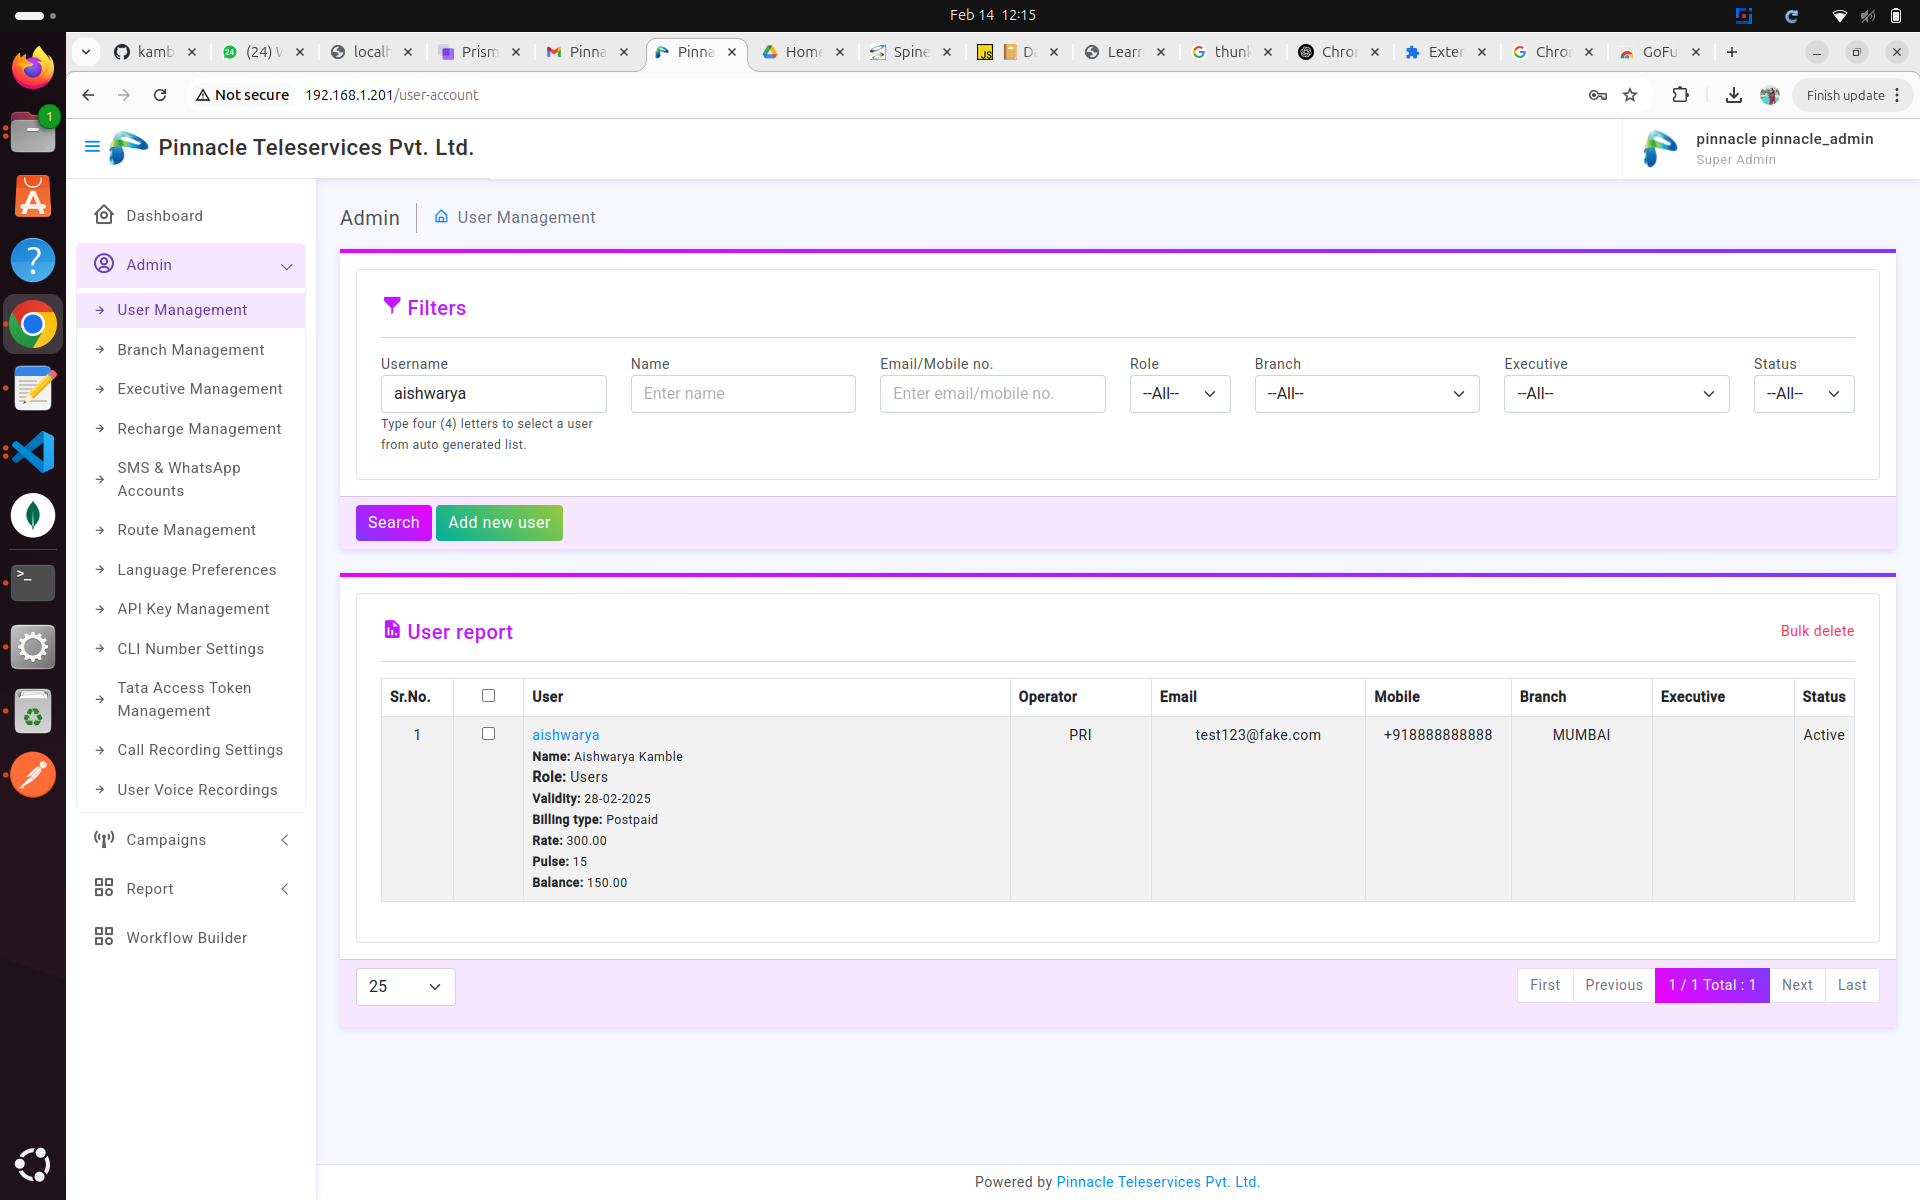 Feb 14 12:15
kamb
(24) W
localh
Prism
Pinna
Pinna
Home
Spine
Da
Learn
thunk
Chro
Exter
Chro
GoFu
Not secure
192.168.1.201/user-account
Finish update
1
Pinnacle Teleservices Pvt. Ltd.
pinnacle pinnacle_admin
Super Admin
Dashboard
Admin
User Management
Branch Management
Executive Management
Recharge Management
SMS & WhatsApp
Accounts
Route Management
Language Preferences
API Key Management
CLI Number Settings
Tata Access Token
Management
Call Recording Settings
User Voice Recordings
Campaigns
Report
Workflow Builder
Admin
User Management
Filters
Username
Name
Email/Mobile no.
Role
Branch
Executive
Status
aishwarya
Enter name
Enter email/mobile no.
--All--
--All--
--All--
--All--
Type four (4) letters to select a user
from auto generated list.
Search
Add new user
User report
Bulk delete
Sr.No. User Operator Email Mobile Branch Executive Status
1 aishwarya PRI test123@fake.com +918888888888 MUMBAI Active
Name: Aishwarya Kamble
Role: Users
Validity: 28-02-2025
Billing type: Postpaid
Rate: 300.00
Pulse: 15
Balance: 150.00
25
First
Previous
1 / 1 Total : 1
Next
Last
Powered by Pinnacle Teleservices Pvt. Ltd.